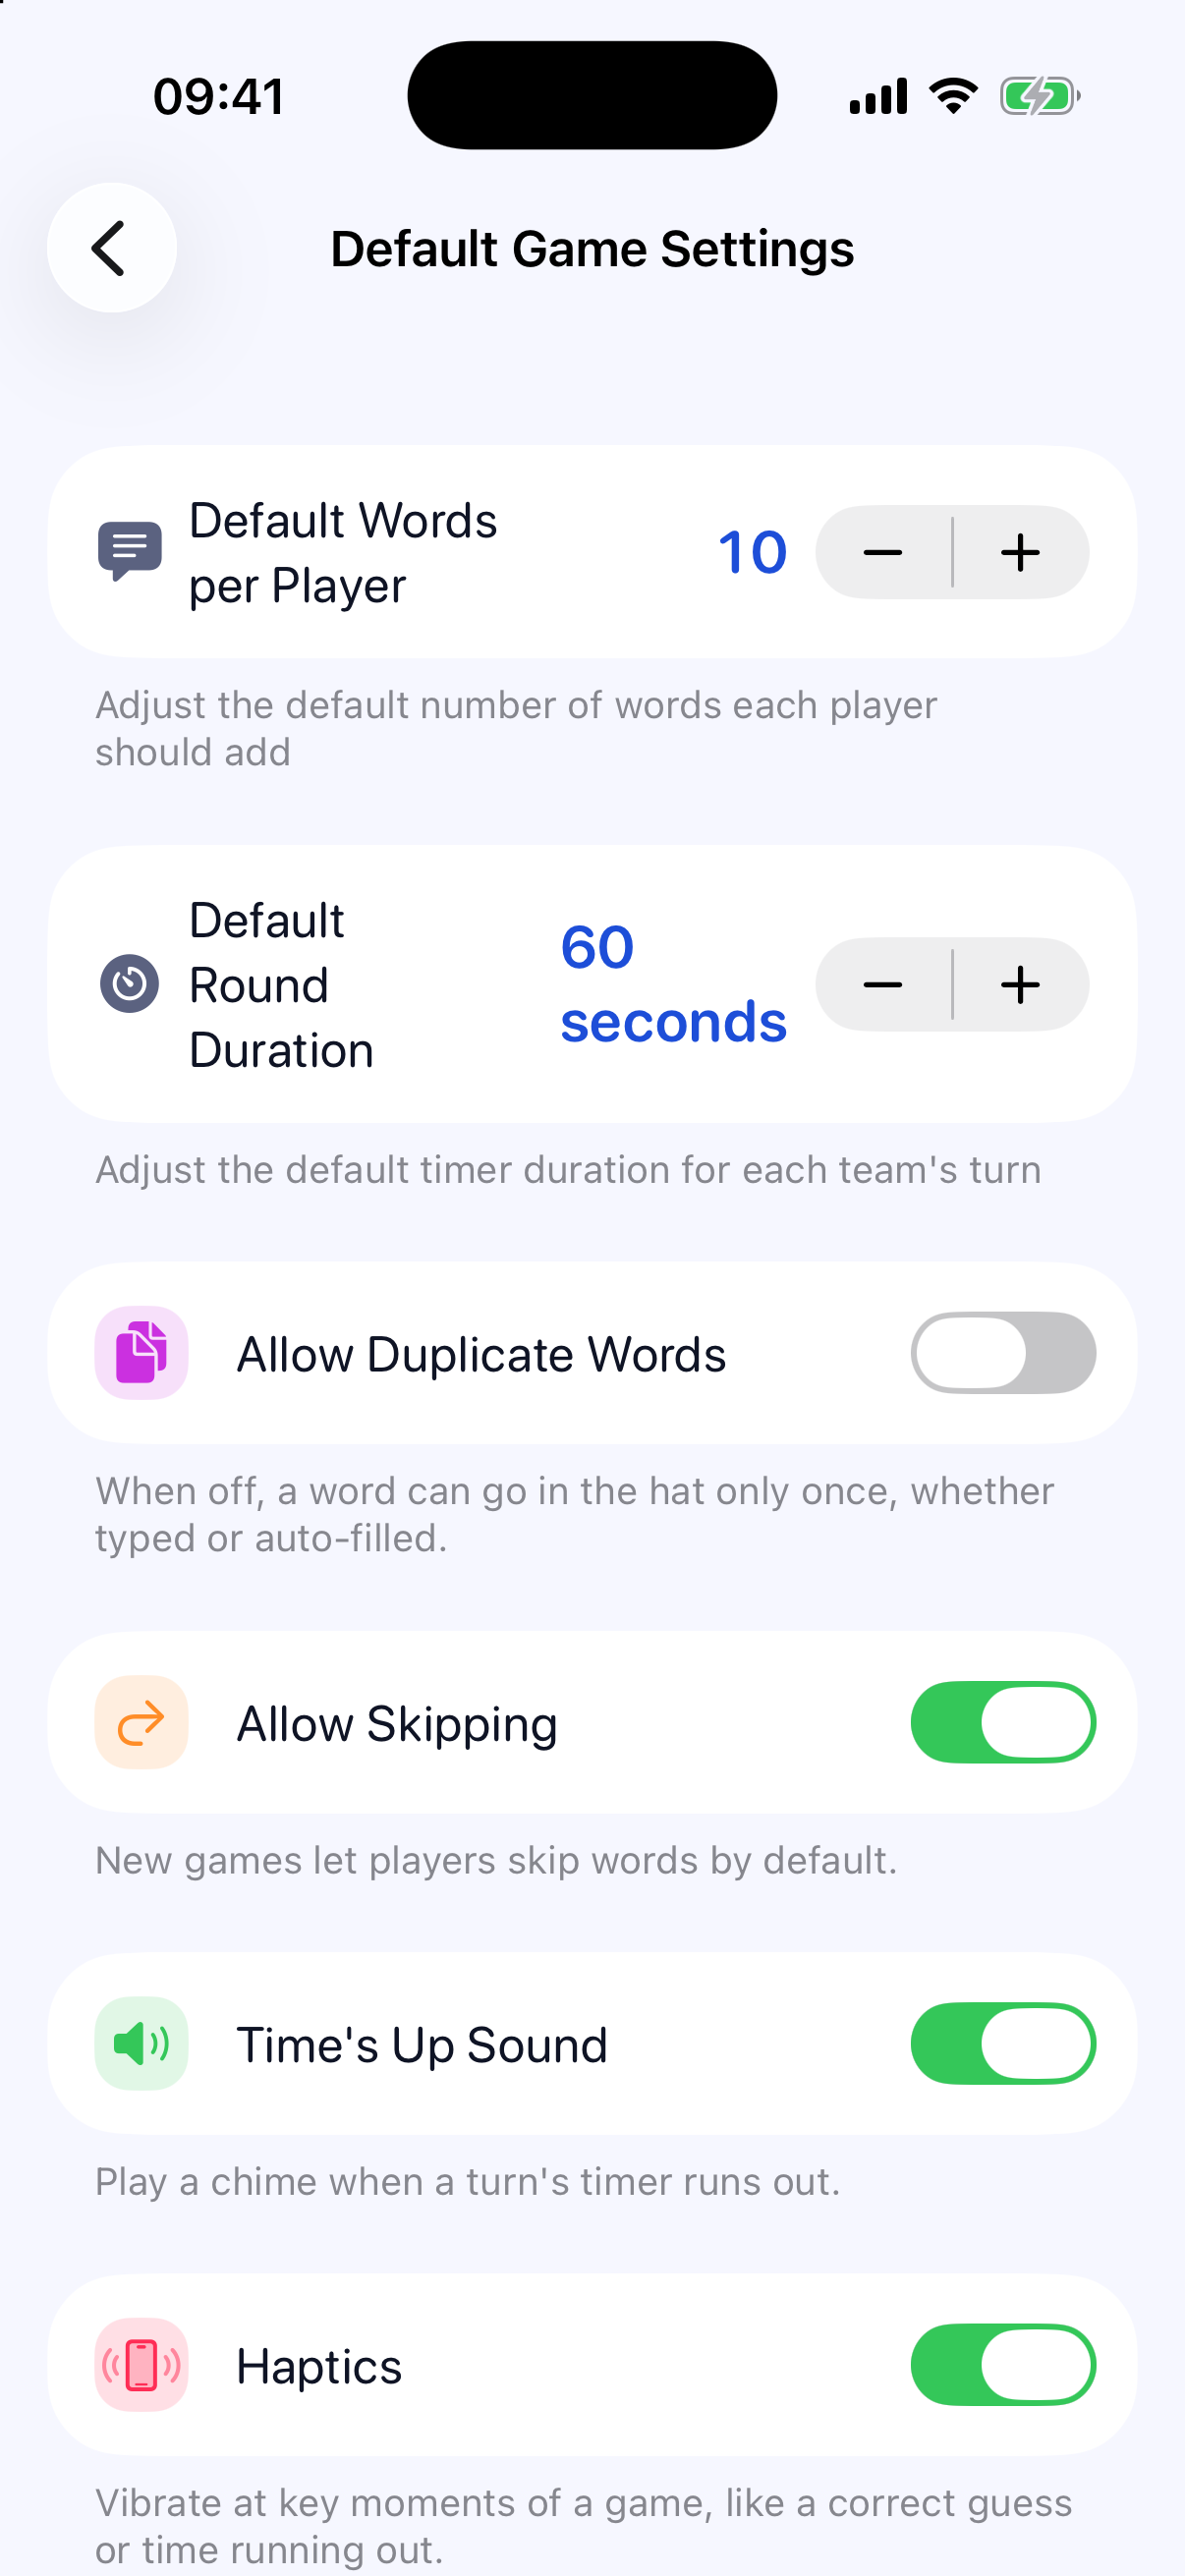 09:41
Default Game Settings
Default Words
per Player
10
Adjust the default number of words each player
should add
Default
Round
Duration
60
seconds
Adjust the default timer duration for each team's turn
Allow Duplicate Words
When off, a word can go in the hat only once, whether
typed or auto-filled.
Allow Skipping
New games let players skip words by default.
Time's Up Sound
Play a chime when a turn's timer runs out.
Haptics
Vibrate at key moments of a game, like a correct guess
or time running out.